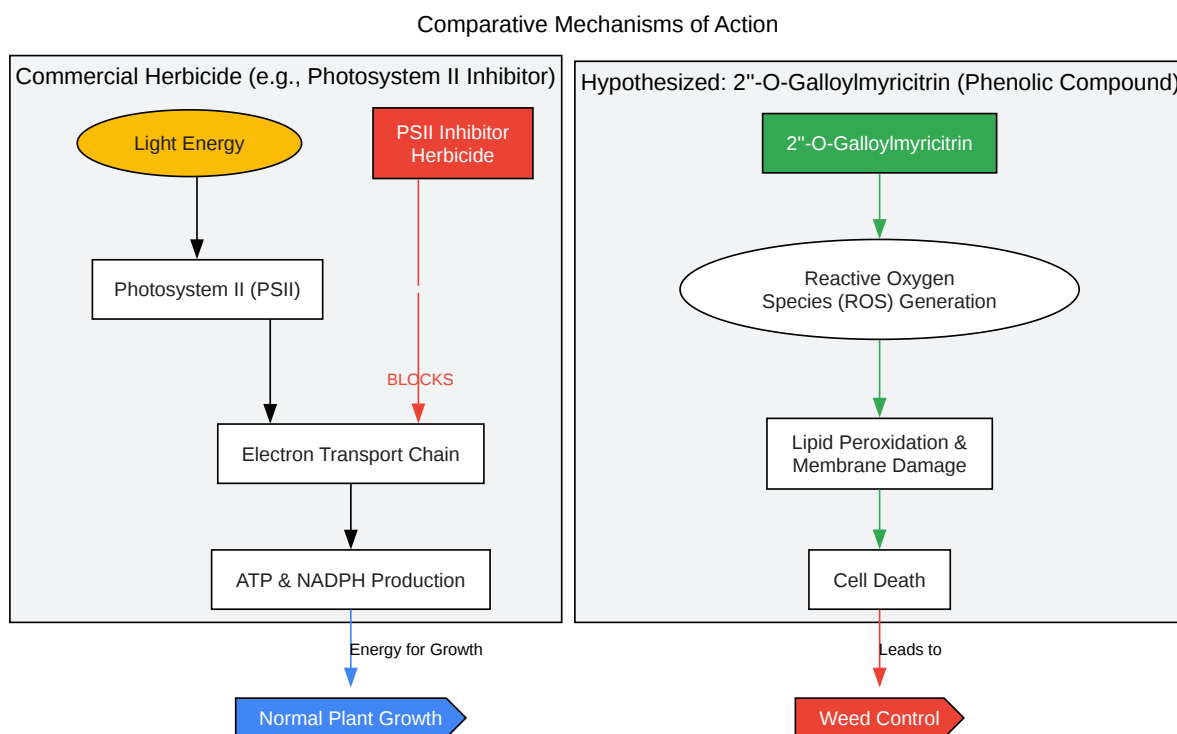 Comparative Mechanisms of Action
Commercial Herbicide (e.g., Photosystem II Inhibitor)
Light Energy
PSII Inhibitor
Herbicide
Photosystem II (PSII)
BLOCKS
Electron Transport Chain
ATP & NADPH Production
Energy for Growth
Normal Plant Growth
Hypothesized: 2"-O-Galloylmyricitrin (Phenolic Compound)
2"-O-Galloylmyricitrin
Reactive Oxygen
Species (ROS) Generation
Lipid Peroxidation &
Membrane Damage
Cell Death
Leads to
Weed Control